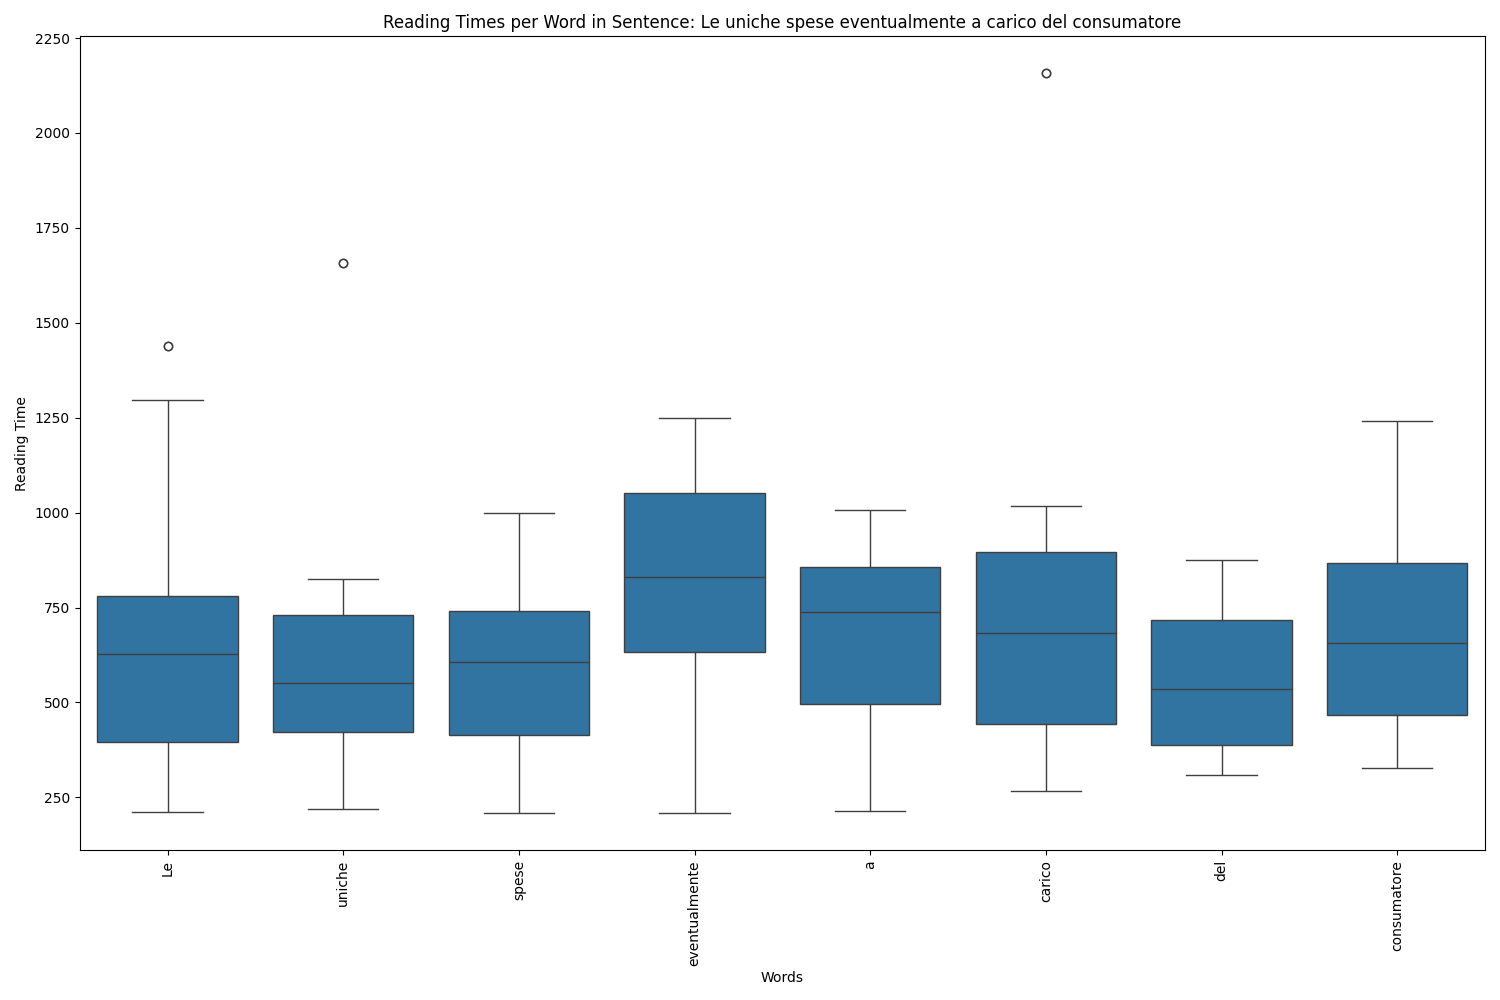 Reading Times per Word in Sentence: Le uniche spese eventualmente a carico del consumatore
2250
2000
1750
1500
1250
1000
750
500
250
Reading Time
Le
uniche
spese
eventualmente
a
carico
del
consumatore
Words